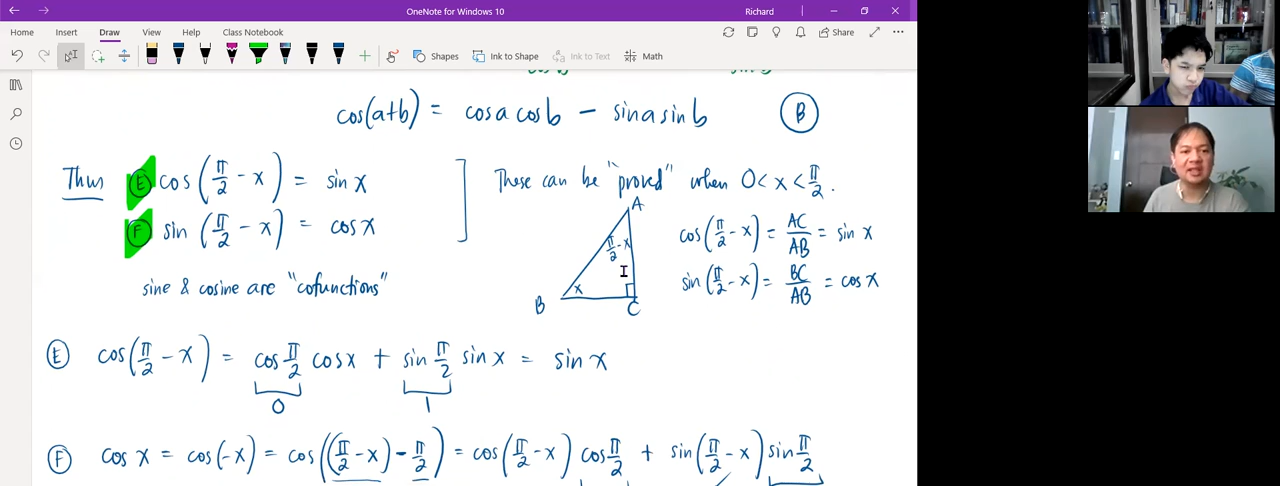 OneNote for Windows 10
Richard
Home Insert Draw View Help Class Notebook
Share
Shapes Ink to Shape Ink to Text Math
cos(a+b) = cos a cos b - sin a sin b Ⓑ
Thus Ⓔ cos(π/2 - x) = sin x
Ⓕ sin(π/2 - x) = cos x
sine & cosine are "cofunctions"
These can be "proved" when 0 < x < π/2.
A
π/2 - x
x
B
C
cos(π/2 - x) = AC/AB = sin x
sin(π/2 - x) = BC/AB = cos x
Ⓔ cos(π/2 - x) = cos π/2 cos x + sin π/2 sin x = sin x
0 1
Ⓕ cos x = cos(-x) = cos((π/2 - x) - π/2) = cos(π/2 - x) cos π/2 + sin(π/2 - x) sin π/2